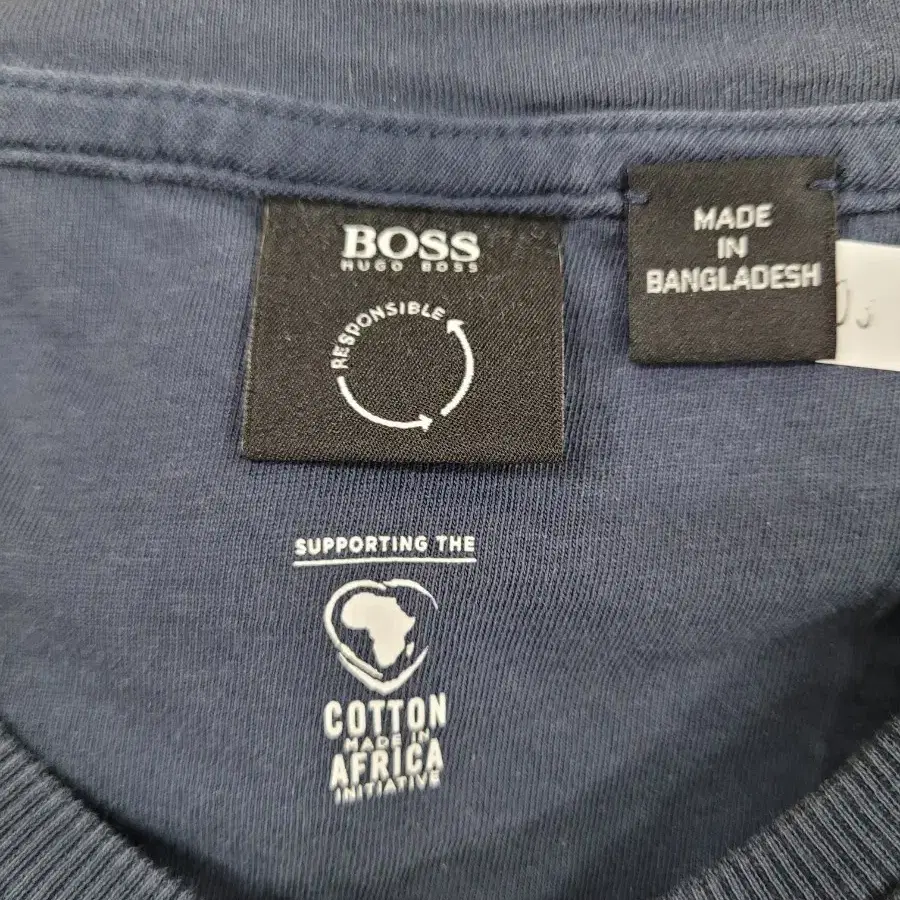 BOSS
HUGO BOSS
RESPONSIBLE
MADE
IN
BANGLADESH
SUPPORTING THE
COTTON
MADE IN
AFRICA
INITIATIVE